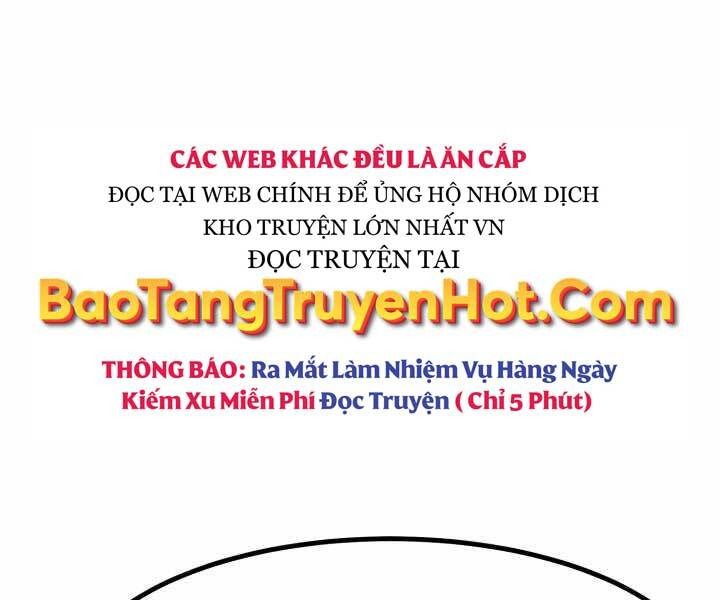 CÁC WEB KHÁC ĐỀU LÀ ĂN CẮP
ĐỌC TẠI WEB CHÍNH ĐỂ ỦNG HỘ NHÓM DỊCH
KHO TRUYỆN LỚN NHẤT VN
ĐỌC TRUYỆN TẠI
BaoTangTruyenHot.Com
THÔNG BÁO: Ra Mắt Làm Nhiệm Vụ Hàng Ngày
Kiếm Xu Miễn Phí Đọc Truyện ( Chỉ 5 Phút)